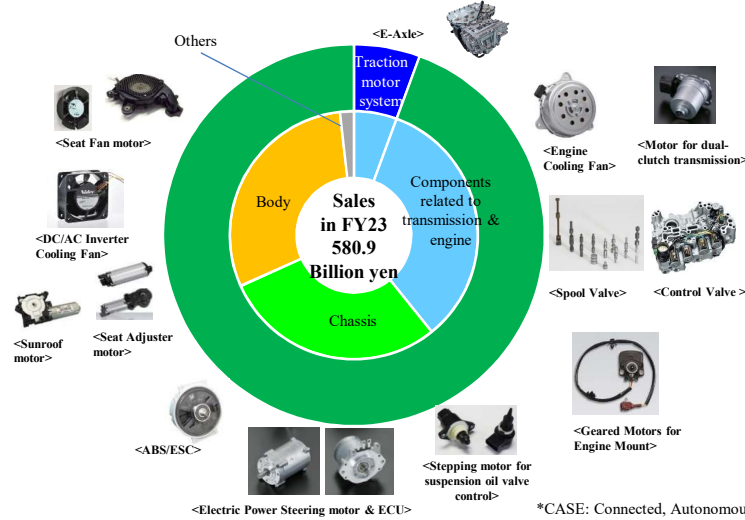 <E-Axle>
Others
Traction
motor
system
<Seat Fan motor>
<Engine
Cooling Fan>
<Motor for dual-
clutch transmission>
Body
Sales
in FY23
580.9
Billion yen
Components
related to
transmission &
engine
<DC/AC Inverter
Cooling Fan>
<Spool Valve>
<Control Valve >
<Sunroof
motor>
<Seat Adjuster
motor>
Chassis
<Geared Motors for
Engine Mount>
<ABS/ESC>
<Stepping motor for
suspension oil valve
control>
<Electric Power Steering motor & ECU>
*CASE: Connected, Autonomou